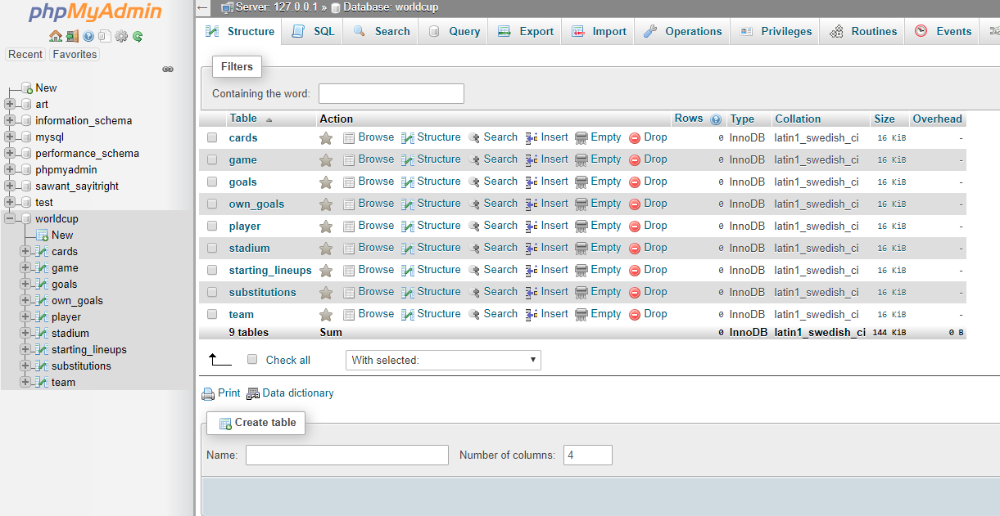 phpMyAdmin
Recent Favorites
New
art
information_schema
mysql
performance_schema
phpmyadmin
sawant_sayitright
test
worldcup
New
cards
game
goals
own_goals
player
stadium
starting_lineups
substitutions
team
Server: 127.0.0.1 » Database: worldcup
Structure SQL Search Query Export Import Operations Privileges Routines Events
Filters
Containing the word:
Table Action Rows Type Collation Size Overhead
cards Browse Structure Search Insert Empty Drop 0 InnoDB latin1_swedish_ci 16 KiB -
game Browse Structure Search Insert Empty Drop 0 InnoDB latin1_swedish_ci 16 KiB -
goals Browse Structure Search Insert Empty Drop 0 InnoDB latin1_swedish_ci 16 KiB -
own_goals Browse Structure Search Insert Empty Drop 0 InnoDB latin1_swedish_ci 16 KiB -
player Browse Structure Search Insert Empty Drop 0 InnoDB latin1_swedish_ci 16 KiB -
stadium Browse Structure Search Insert Empty Drop 0 InnoDB latin1_swedish_ci 16 KiB -
starting_lineups Browse Structure Search Insert Empty Drop 0 InnoDB latin1_swedish_ci 16 KiB -
substitutions Browse Structure Search Insert Empty Drop 0 InnoDB latin1_swedish_ci 16 KiB -
team Browse Structure Search Insert Empty Drop 0 InnoDB latin1_swedish_ci 16 KiB -
9 tables Sum 0 InnoDB latin1_swedish_ci 144 KiB 0 B
Check all With selected:
Print Data dictionary
Create table
Name: Number of columns: 4